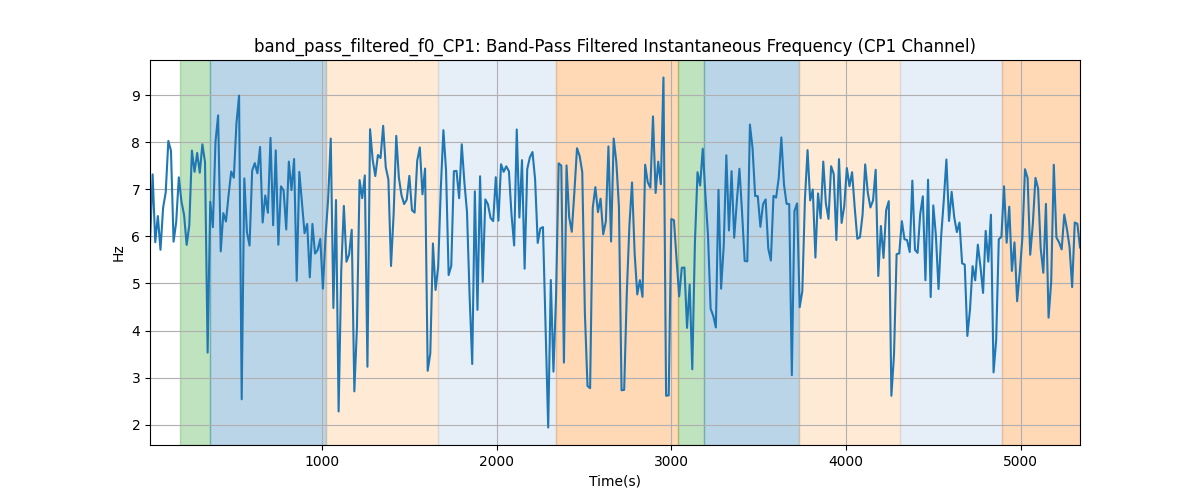 band_pass_filtered_f0_CP1: Band-Pass Filtered Instantaneous Frequency (CP1 Channel)
9
8
7
6
5
4
3
2
Hz
1000 2000 3000 4000 5000
Time(s)